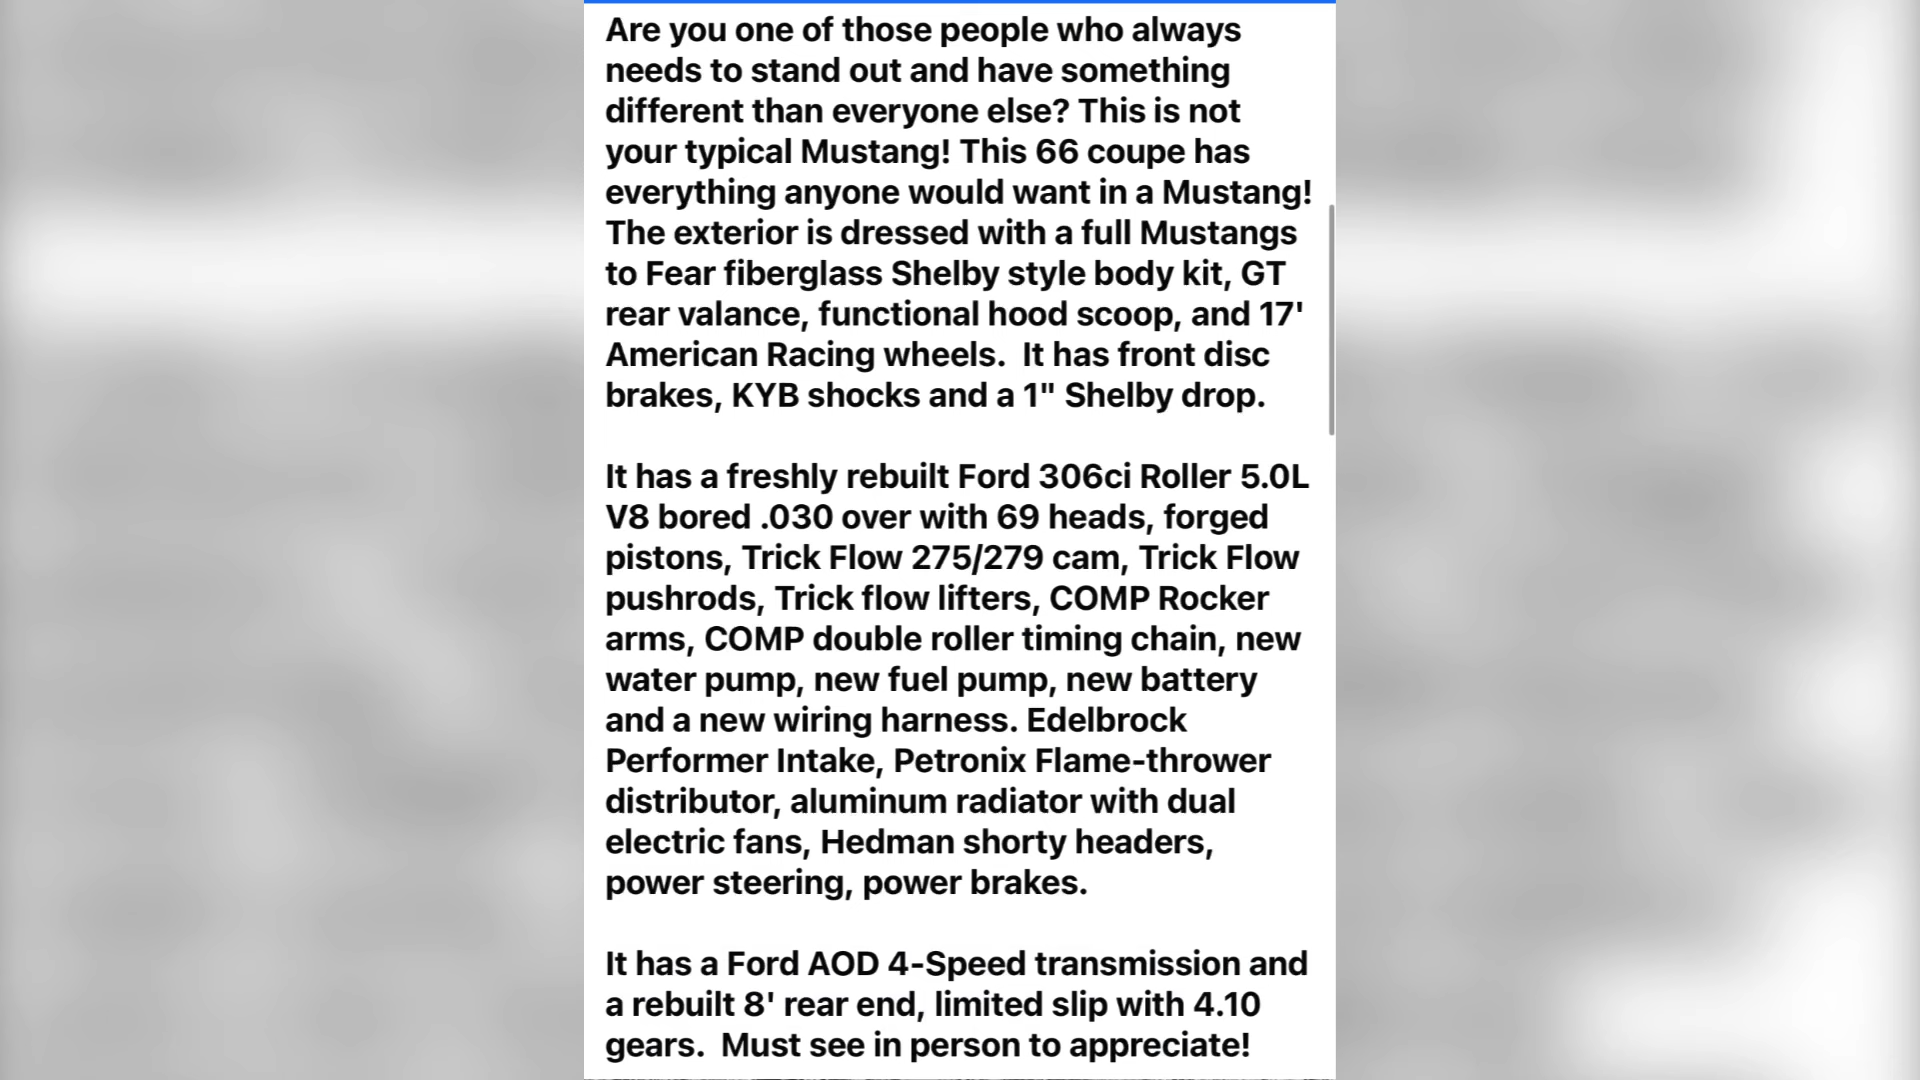 Are you one of those people who always
needs to stand out and have something
different than everyone else? This is not
your typical Mustang! This 66 coupe has
everything anyone would want in a Mustang!
The exterior is dressed with a full Mustangs
to Fear fiberglass Shelby style body kit, GT
rear valance, functional hood scoop, and 17'
American Racing wheels.  It has front disc
brakes, KYB shocks and a 1" Shelby drop.

It has a freshly rebuilt Ford 306ci Roller 5.0L
V8 bored .030 over with 69 heads, forged
pistons, Trick Flow 275/279 cam, Trick Flow
pushrods, Trick flow lifters, COMP Rocker
arms, COMP double roller timing chain, new
water pump, new fuel pump, new battery
and a new wiring harness. Edelbrock
Performer Intake, Petronix Flame-thrower
distributor, aluminum radiator with dual
electric fans, Hedman shorty headers,
power steering, power brakes.

It has a Ford AOD 4-Speed transmission and
a rebuilt 8' rear end, limited slip with 4.10
gears.  Must see in person to appreciate!